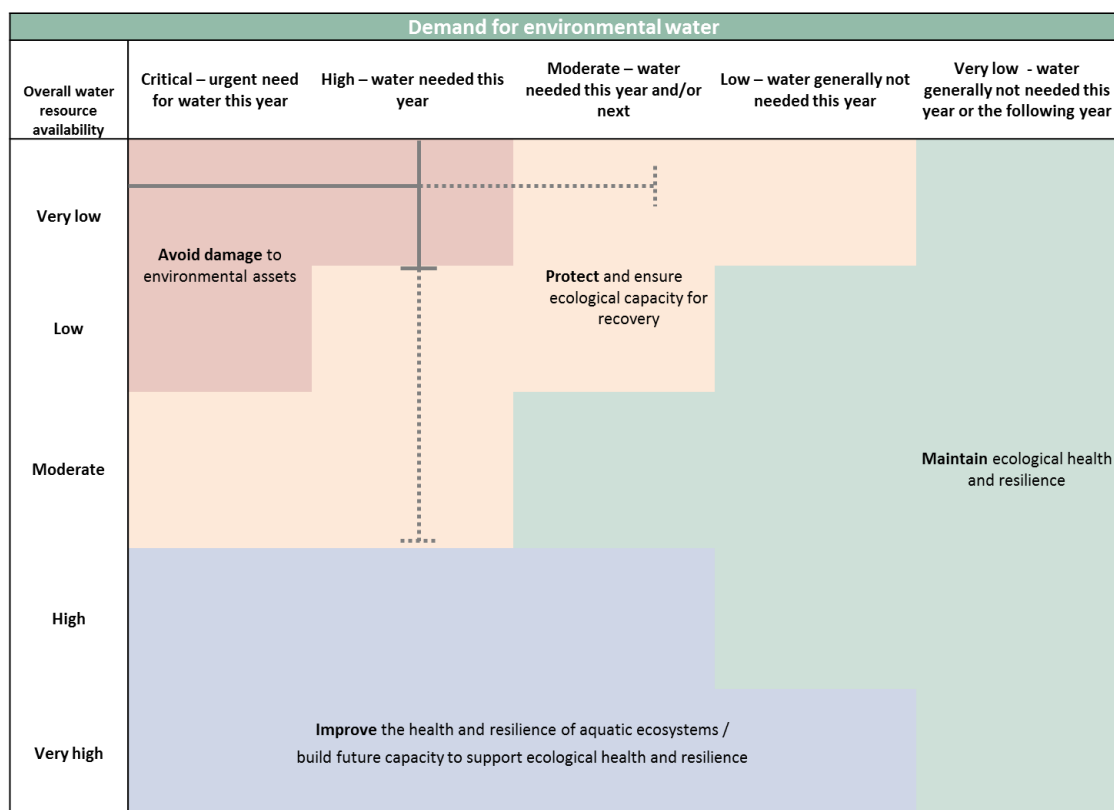 Demand for environmental water
Overall water
resource
availability
Critical – urgent need
for water this year
High – water needed this
year
Moderate – water
needed this year and/or
next
Low – water generally not
needed this year
Very low - water
generally not needed this
year or the following year
Very low
Avoid damage to
environmental assets
Protect and ensure
ecological capacity for
recovery
Low
Moderate
Maintain ecological health
and resilience
High
Improve the health and resilience of aquatic ecosystems /
build future capacity to support ecological health and resilience
Very high